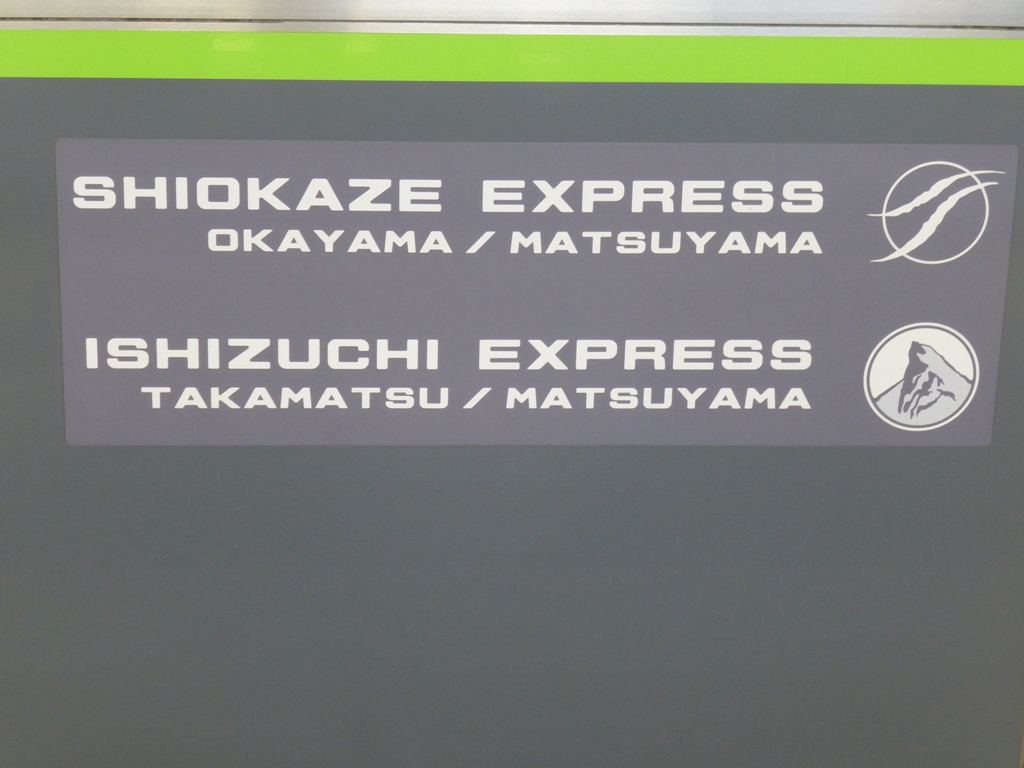 SHIOKAZE EXPRESS
OKAYAMA / MATSUYAMA
ISHIZUCHI EXPRESS
TAKAMATSU / MATSUYAMA